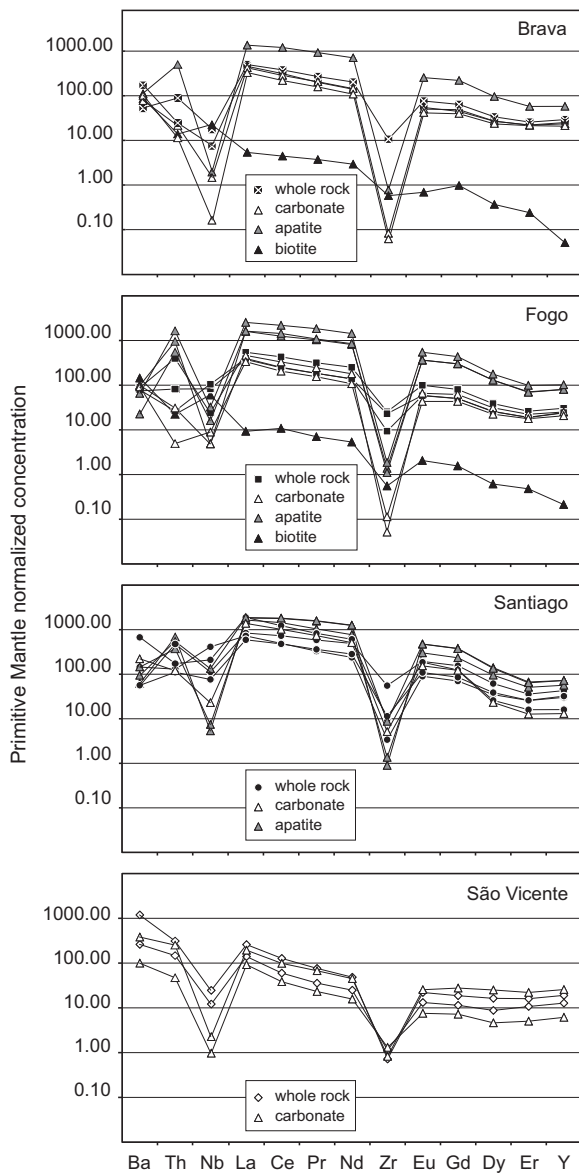 Primitive Mantle normalized concentration
Brava
1000.00
100.00
10.00
1.00
0.10
whole rock
carbonate
apatite
biotite
Fogo
1000.00
100.00
10.00
1.00
0.10
whole rock
carbonate
apatite
biotite
Santiago
1000.00
100.00
10.00
1.00
0.10
whole rock
carbonate
apatite
São Vicente
1000.00
100.00
10.00
1.00
0.10
whole rock
carbonate
Ba Th Nb La Ce Pr Nd Zr Eu Gd Dy Er Y